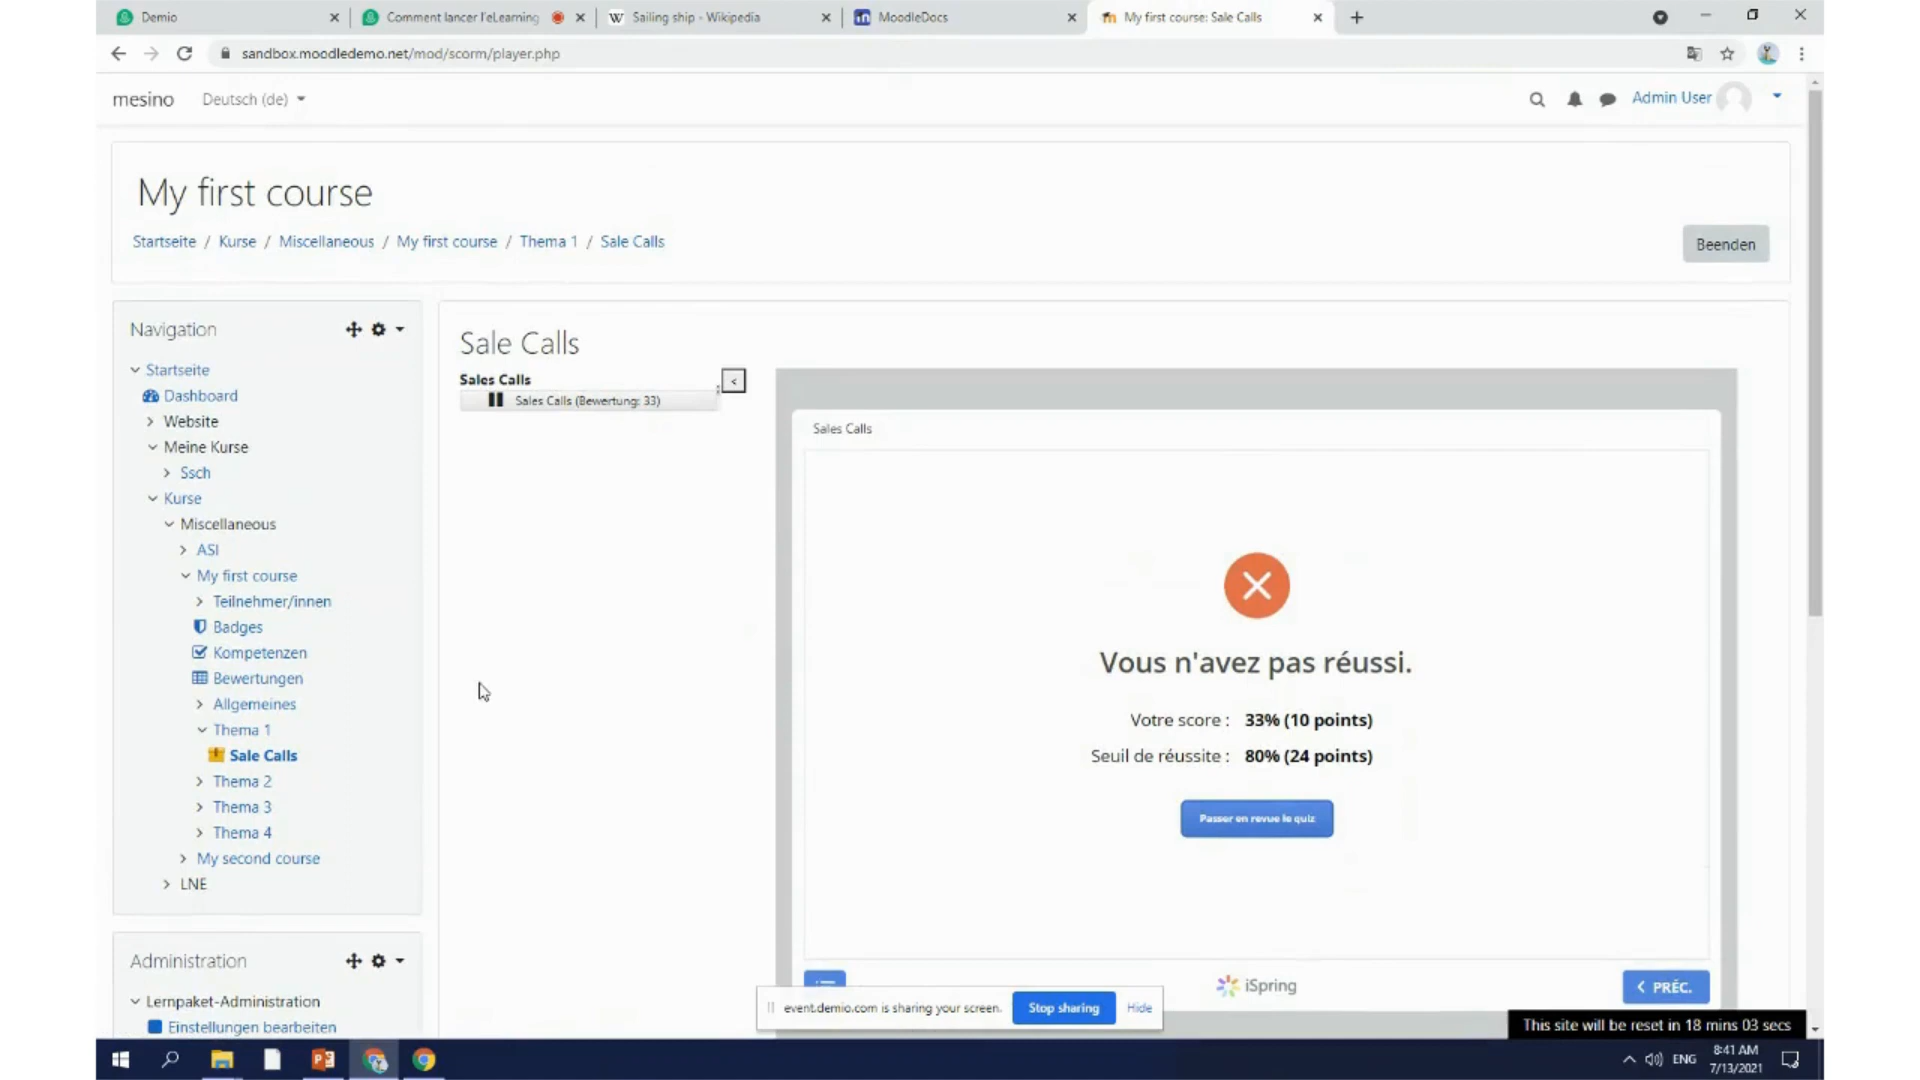 Demio
Comment lancer l'eLearning
Sailing ship - Wikipedia
MoodleDocs
My first course: Sale Calls
sandbox.moodledemo.net/mod/scorm/player.php
mesino
Deutsch (de)
Admin User
My first course
Startseite / Kurse / Miscellaneous / My first course / Thema 1 / Sale Calls
Beenden
Navigation
Startseite
Dashboard
Website
Meine Kurse
Ssch
Kurse
Miscellaneous
ASI
My first course
Teilnehmer/innen
Badges
Kompetenzen
Bewertungen
Allgemeines
Thema 1
Sale Calls
Thema 2
Thema 3
Thema 4
My second course
LNE
Administration
Lernpaket-Administration
Einstellungen bearbeiten
Sale Calls
Sales Calls
<
Sales Calls (Bewertung: 33)
Sales Calls
Vous n'avez pas réussi.
Votre score : 33% (10 points)
Seuil de réussite : 80% (24 points)
Passer en revue le quiz
iSpring
PRÉC.
event.demio.com is sharing your screen.
Stop sharing
Hide
This site will be reset in 18 mins 03 secs
ENG
8:41 AM
7/13/2021